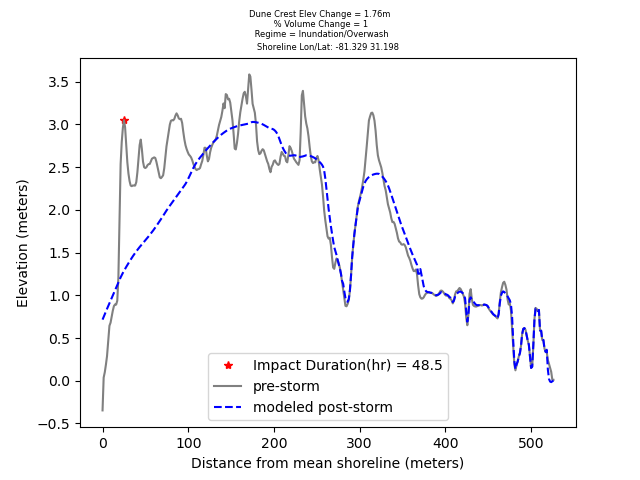 Dune Crest Elev Change = 1.76m
% Volume Change = 1
Regime = Inundation/Overwash
Shoreline Lon/Lat: -81.329 31.198
3.5
3.0
2.5
2.0
1.5
1.0
0.5
0.0
−0.5
Elevation (meters)
Impact Duration(hr) = 48.5
pre-storm
modeled post-storm
0 100 200 300 400 500
Distance from mean shoreline (meters)